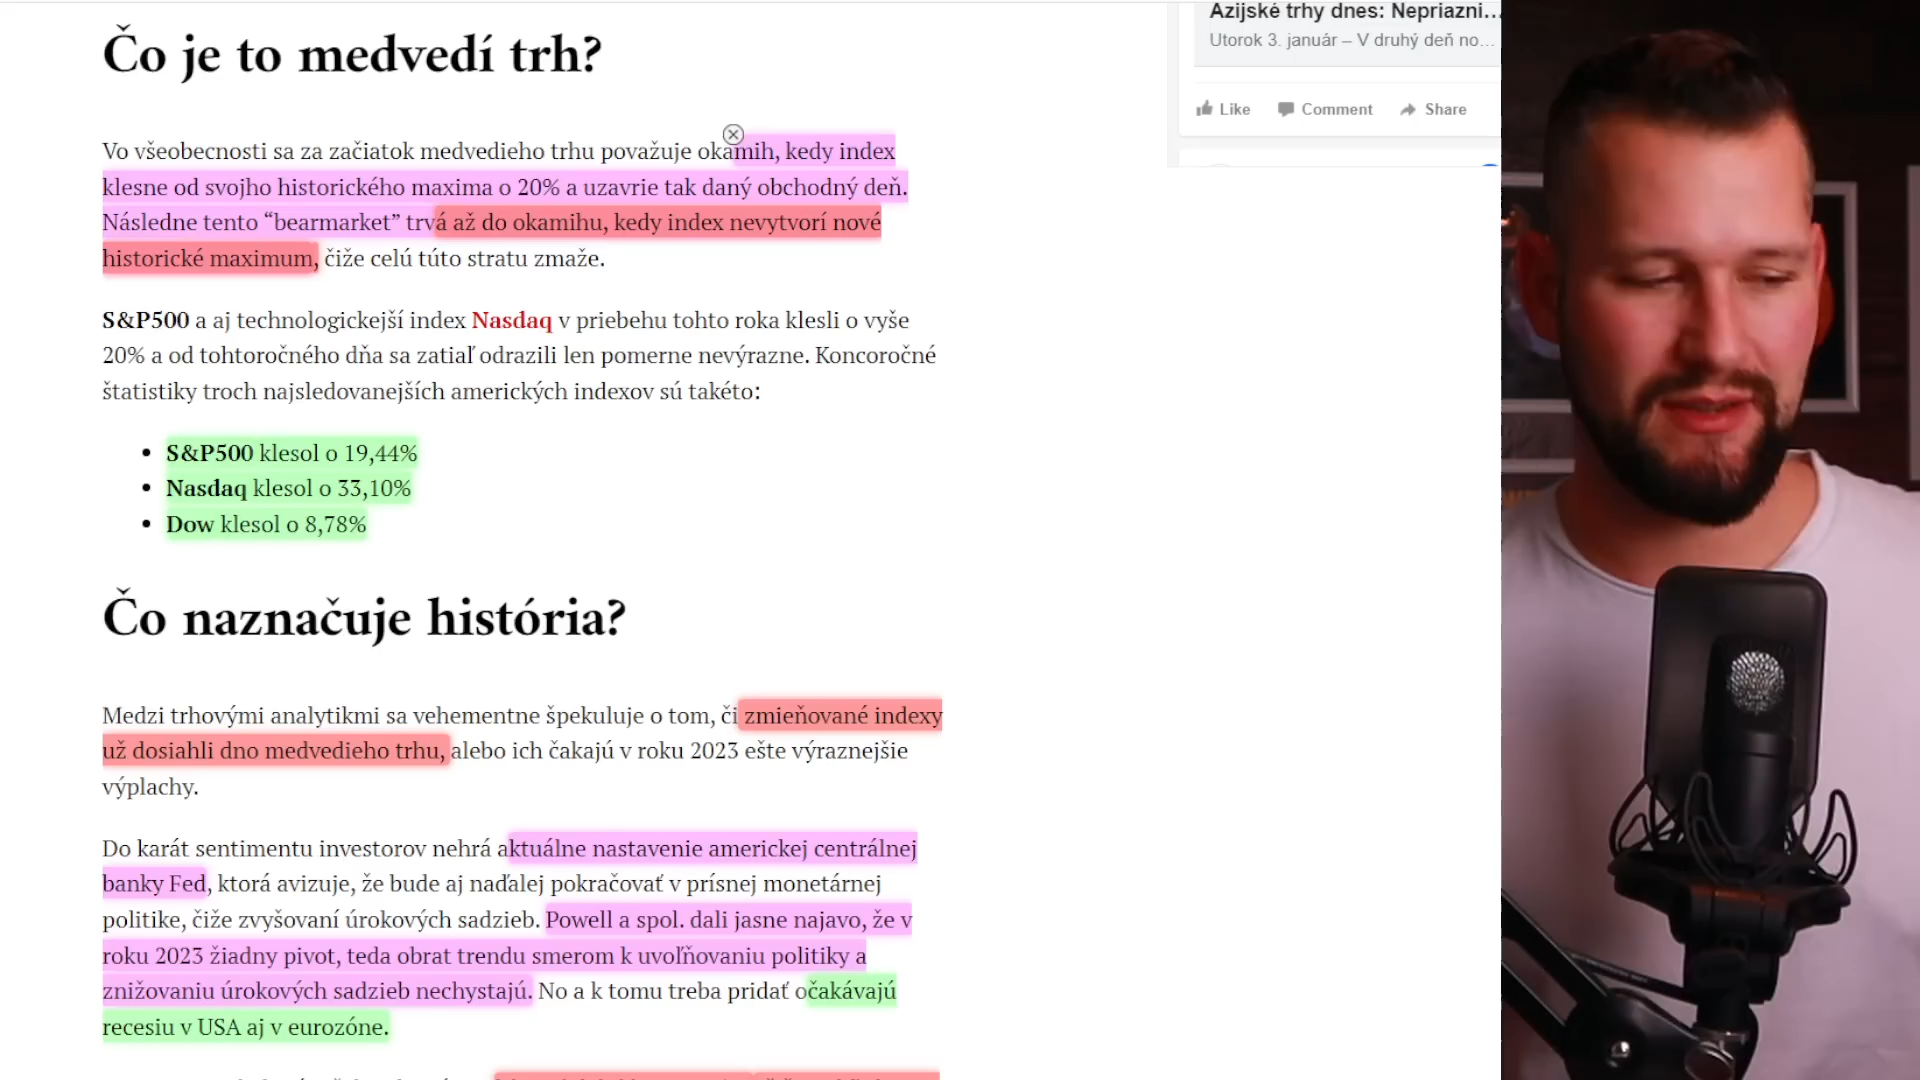 Čo je to medvedí trh?
Vo všeobecnosti sa za začiatok medvedieho trhu považuje okamih, kedy index
klesne od svojho historického maxima o 20% a uzavrie tak daný obchodný deň.
Následne tento “bearmarket” trvá až do okamihu, kedy index nevytvorí nové
historické maximum, čiže celú túto stratu zmaže.
S&P500 a aj technologickejší index Nasdaq v priebehu tohto roka klesli o vyše
20% a od tohtoročného dňa sa zatiaľ odrazili len pomerne nevýrazne. Koncoročné
štatistiky troch najsledovanejších amerických indexov sú takéto:
• S&P500 klesol o 19,44%
• Nasdaq klesol o 33,10%
• Dow klesol o 8,78%
Čo naznačuje história?
Medzi trhovými analytikmi sa vehementne špekuluje o tom, či zmieňované indexy
už dosiahli dno medvedieho trhu, alebo ich čakajú v roku 2023 ešte výraznejšie
výplachy.
Do karát sentimentu investorov nehrá aktuálne nastavenie americkej centrálnej
banky Fed, ktorá avizuje, že bude aj naďalej pokračovať v prísnej monetárnej
politike, čiže zvyšovaní úrokových sadzieb. Powell a spol. dali jasne najavo, že v
roku 2023 žiadny pivot, teda obrat trendu smerom k uvoľňovaniu politiky a
znižovaniu úrokových sadzieb nechystajú. No a k tomu treba pridať očakávajú
recesiu v USA aj v eurozóne.
Azijské trhy dnes: Nepriazni...
Utorok 3. január – V druhý deň no...
Like Comment Share